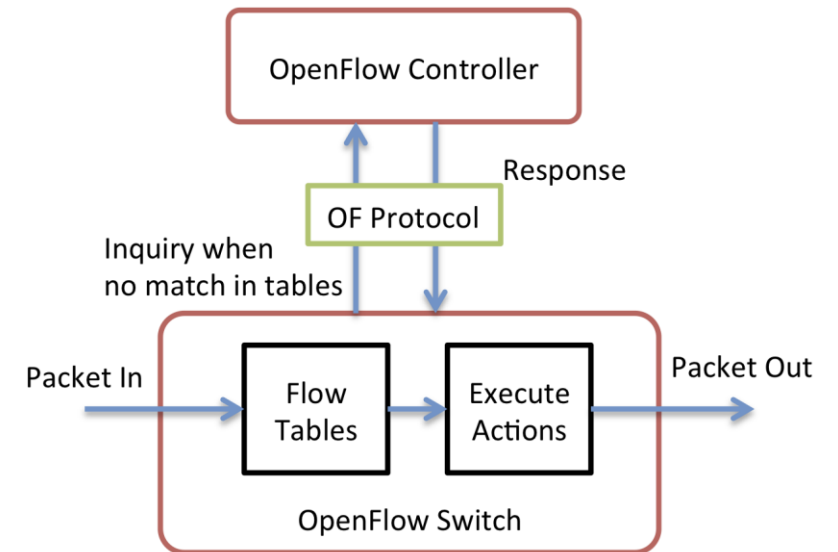 OpenFlow Controller
Response
OF Protocol
Inquiry when
no match in tables
Packet In
Flow
Tables
Execute
Actions
Packet Out
OpenFlow Switch